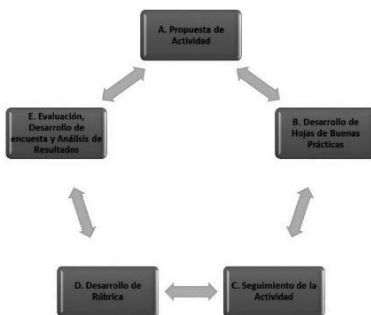 A. Propuesta de
Actividad
B. Desarrollo de
Hojas de Buenas
Prácticas
C. Seguimiento de la
Actividad
D. Desarrollo de
Rúbrica
E. Evaluación,
Desarrollo de
encuesta y Análisis de
Resultados